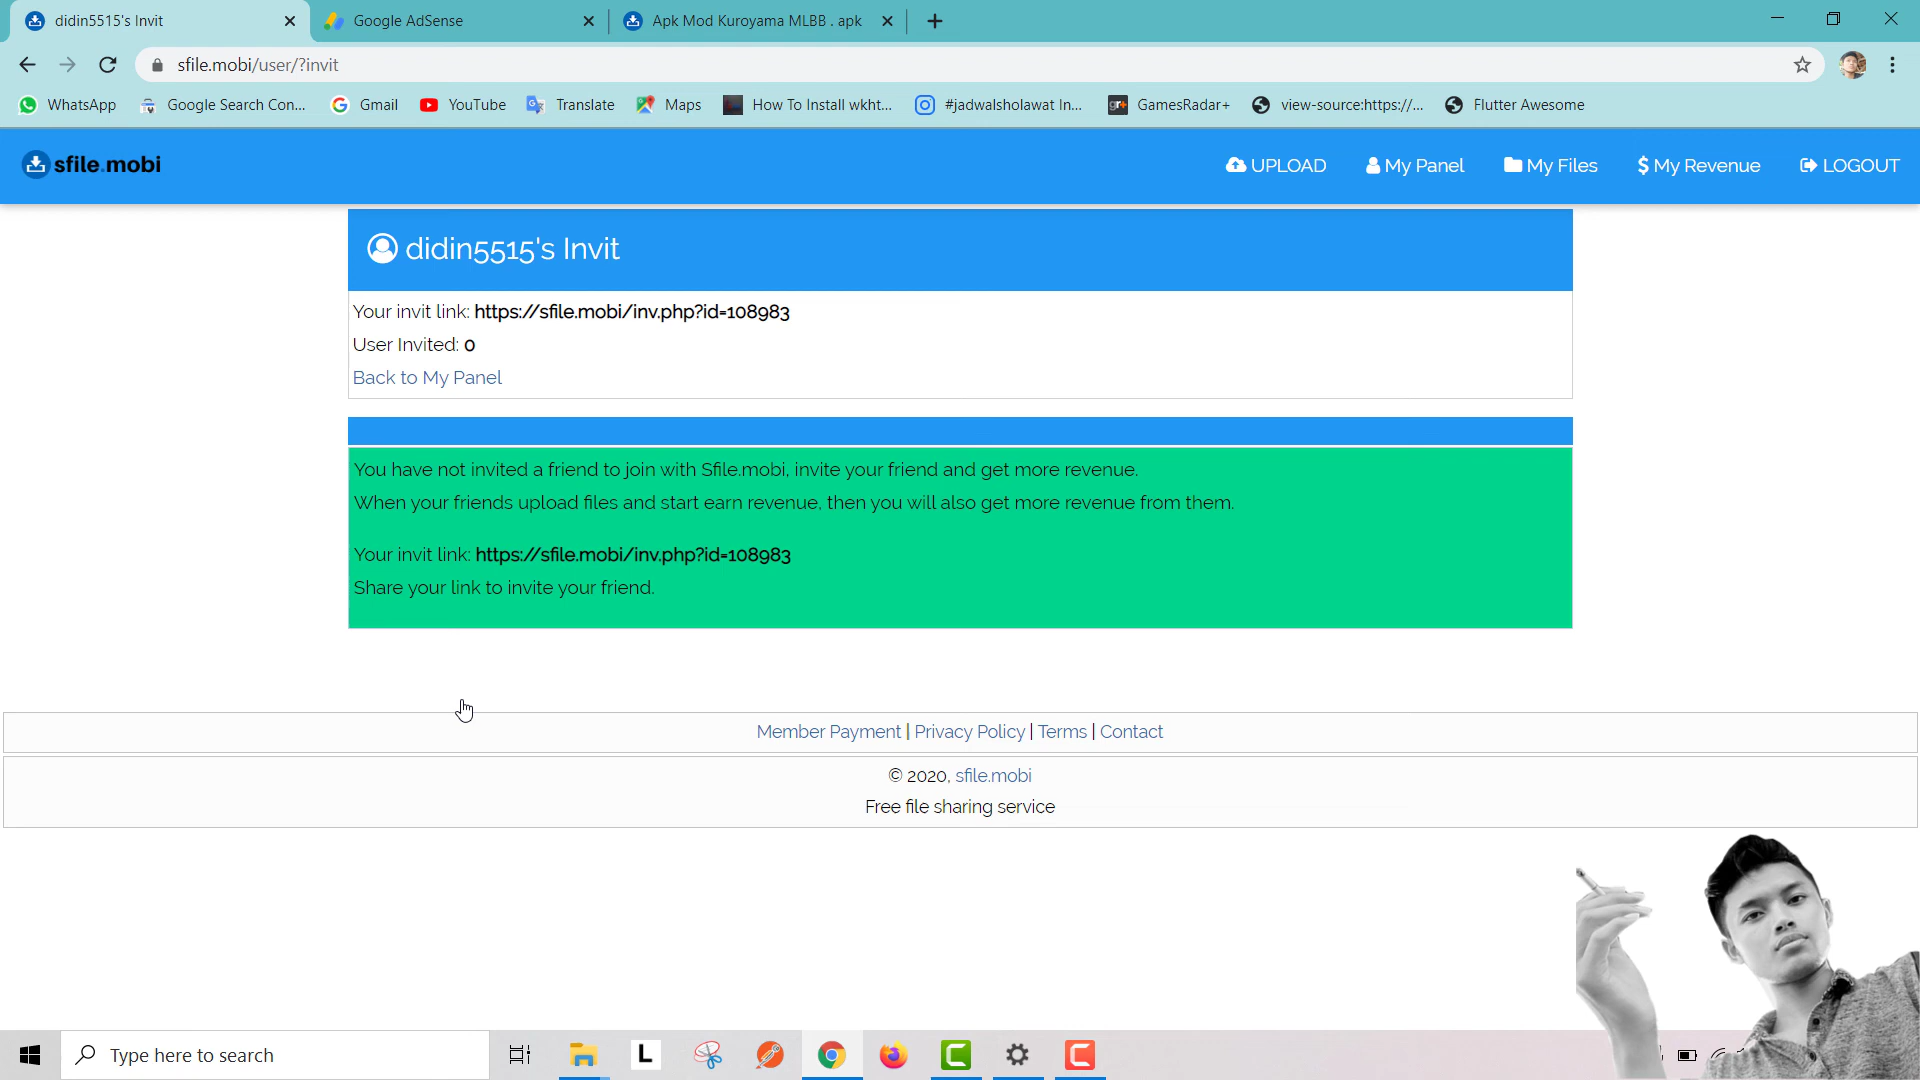 didin5515's Invit
Google AdSense
Apk Mod Kuroyama MLBB . apk
sfile.mobi/user/?invit
WhatsApp
Google Search Con...
Gmail
YouTube
Translate
Maps
How To Install wkht...
#jadwalsholawat In...
GamesRadar+
view-source:https://...
Flutter Awesome
sfile.mobi
UPLOAD
My Panel
My Files
My Revenue
LOGOUT
didin5515's Invit
Your invit link: https://sfile.mobi/inv.php?id=108983
User Invited: 0
Back to My Panel
You have not invited a friend to join with Sfile.mobi, invite your friend and get more revenue.
When your friends upload files and start earn revenue, then you will also get more revenue from them.
Your invit link: https://sfile.mobi/inv.php?id=108983
Share your link to invite your friend.
Member Payment | Privacy Policy | Terms | Contact
© 2020, sfile.mobi
Free file sharing service
Type here to search